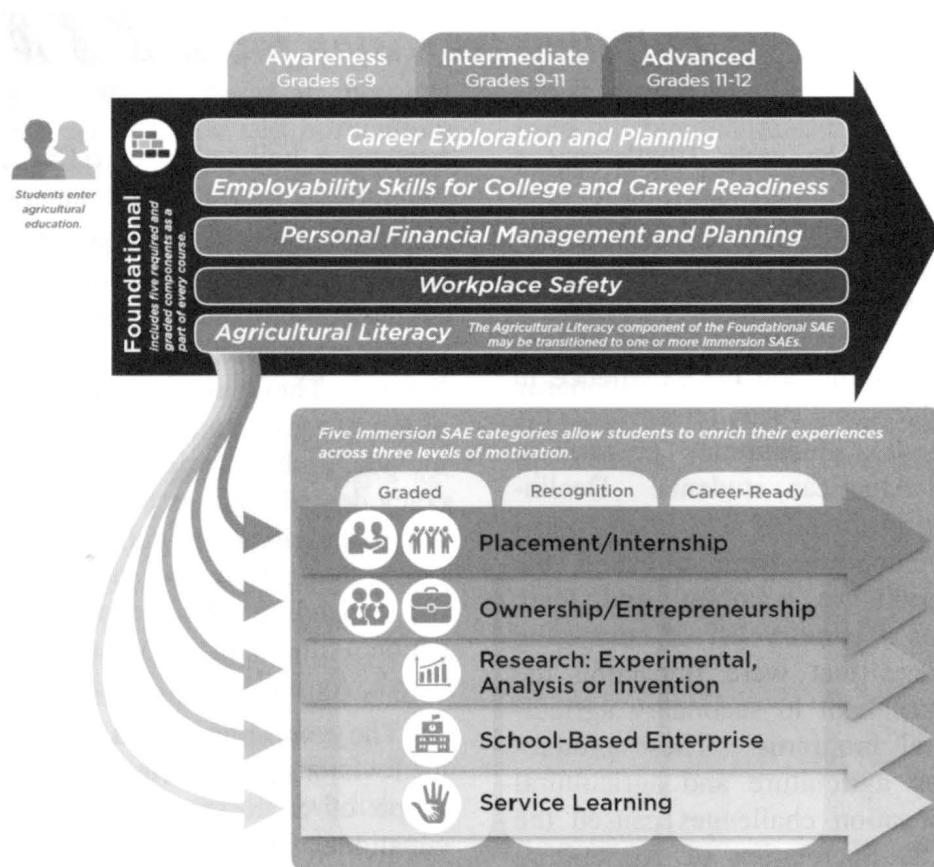 Awareness
Grades 6-9
Intermediate
Grades 9-11
Advanced
Grades 11-12
Students enter
agricultural
education.
Foundational
includes five required and
graded components as a
part of every course.
Career Exploration and Planning
Employability Skills for College and Career Readiness
Personal Financial Management and Planning
Workplace Safety
Agricultural Literacy
The Agricultural Literacy component of the Foundational SAE
may be transitioned to one or more Immersion SAEs.
Five Immersion SAE categories allow students to enrich their experiences
across three levels of motivation.
Graded
Recognition
Career-Ready
Placement/Internship
Ownership/Entrepreneurship
Research: Experimental,
Analysis or Invention
School-Based Enterprise
Service Learning